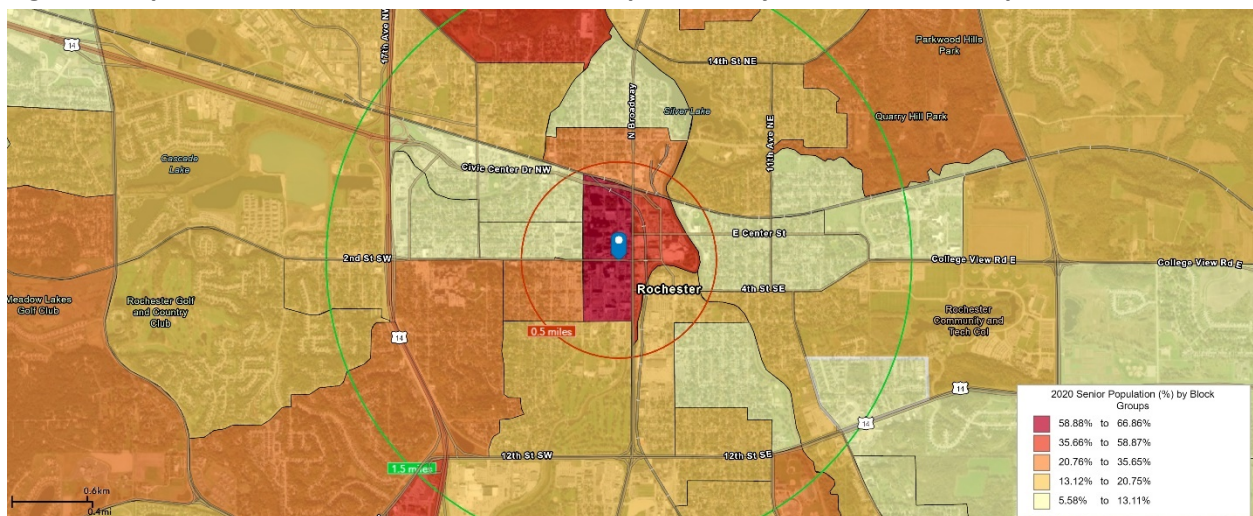 14
17th Ave NW
N Broadway
14th St NE
Parkwood Hills
Park
Silver Lake
Quarry Hill Park
11th Ave NE
Cascade
Lake
Civic Center Dr NW
E Center St
2nd St SW
College View Rd E
College View Rd E
Rochester
4th St SE
Meadow Lakes
Golf Club
Rochester Golf
and Country
Club
Rochester
Community and
Tech Col
0.5 miles
14
14
14
12th St SW
12th St SE
1.5 miles
0.6km
0.4mi
2020 Senior Population (%) by Block
Groups
58.88% to 66.86%
35.66% to 58.87%
20.76% to 35.65%
13.12% to 20.75%
5.58% to 13.11%